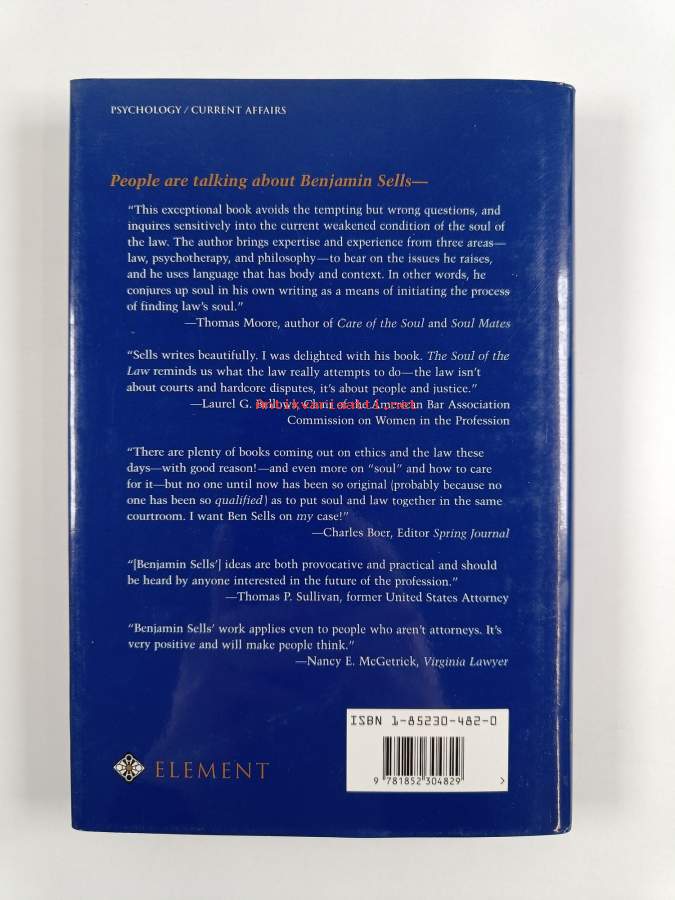 PSYCHOLOGY / CURRENT AFFAIRS
People are talking about Benjamin Sells—
“This exceptional book avoids the tempting but wrong questions, and
inquires sensitively into the current weakened condition of the soul of
the law. The author brings expertise and experience from three areas—
law, psychotherapy, and philosophy—to bear on the issues he raises,
and he uses language that has body and context. In other words, he
conjures up soul in his own writing as a means of initiating the process
of finding law’s soul.”
—Thomas Moore, author of Care of the Soul and Soul Mates
“Sells writes beautifully. I was delighted with his book. The Soul of the
Law reminds us what the law really attempts to do—the law isn’t
about courts and hardcore disputes, it’s about people and justice.”
—Laurel G. Chair of the American Bar Association
Commission on Women in the Profession
“There are plenty of books coming out on ethics and the law these
days—with good reason!—and even more on “soul” and how to care
for it—but no one until now has been so original (probably because no
one has been so qualified) as to put soul and law together in the same
courtroom. I want Ben Sells on my case!”
—Charles Boer, Editor Spring Journal
“[Benjamin Sells’] ideas are both provocative and practical and should
be heard by anyone interested in the future of the profession.”
—Thomas P. Sullivan, former United States Attorney
“Benjamin Sells’ work applies even to people who aren’t attorneys. It’s
very positive and will make people think.”
—Nancy E. McGetrick, Virginia Lawyer
ISBN 1-85230-482-0
9 781852 304829 >
ELEMENT